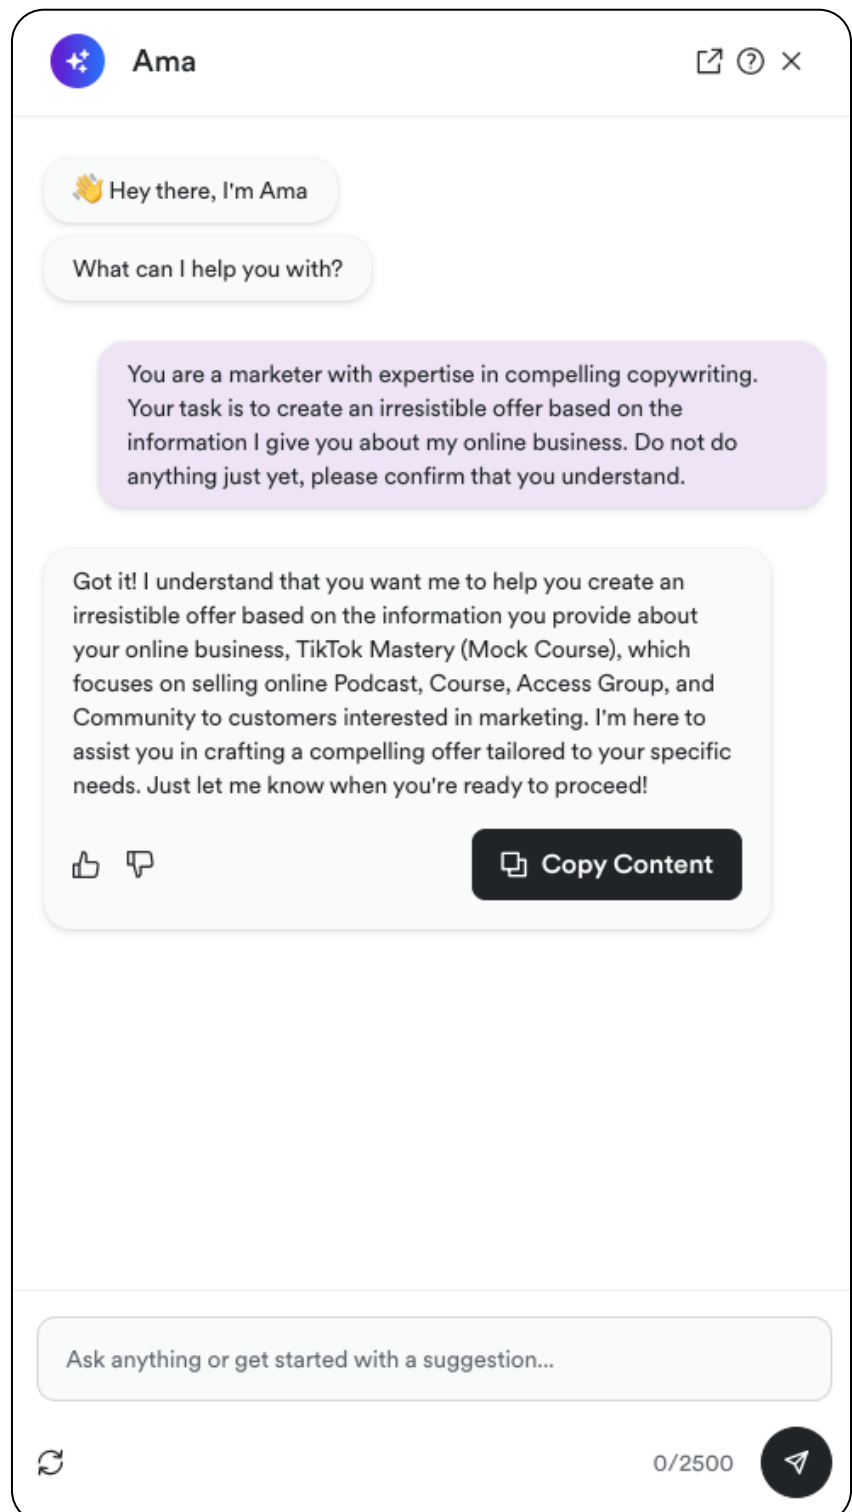 Ama
👋 Hey there, I'm Ama
What can I help you with?
You are a marketer with expertise in compelling copywriting.
Your task is to create an irresistible offer based on the
information I give you about my online business. Do not do
anything just yet, please confirm that you understand.
Got it! I understand that you want me to help you create an
irresistible offer based on the information you provide about
your online business, TikTok Mastery (Mock Course), which
focuses on selling online Podcast, Course, Access Group, and
Community to customers interested in marketing. I'm here to
assist you in crafting a compelling offer tailored to your specific
needs. Just let me know when you're ready to proceed!
Copy Content
Ask anything or get started with a suggestion...
0/2500